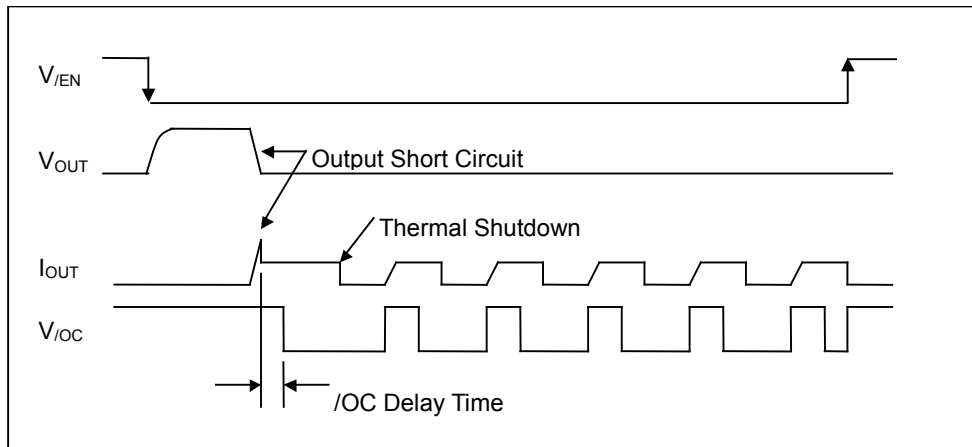 V/EN
VOUT
Output Short Circuit
Thermal Shutdown
IOUT
V/OC
/OC Delay Time